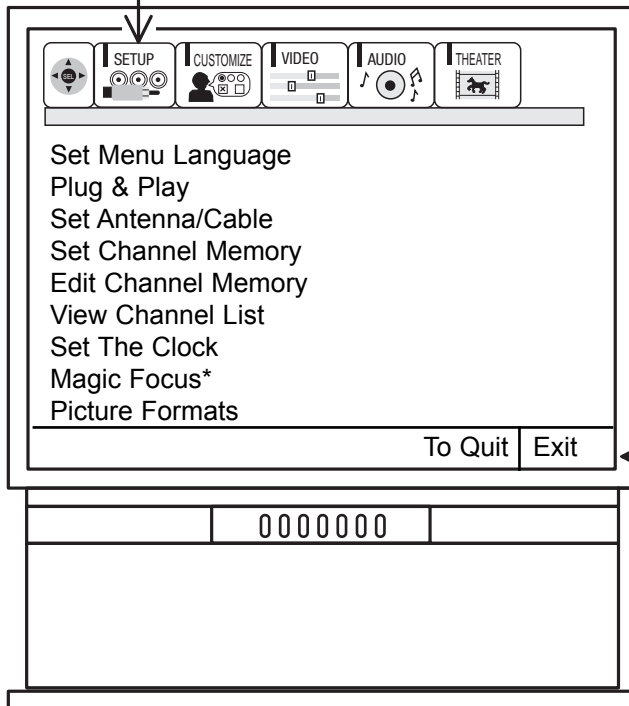 SETUP CUSTOMIZE VIDEO AUDIO THEATER
SEL
Set Menu Language
Plug & Play
Set Antenna/Cable
Set Channel Memory
Edit Channel Memory
View Channel List
Set The Clock
Magic Focus*
Picture Formats
To Quit Exit